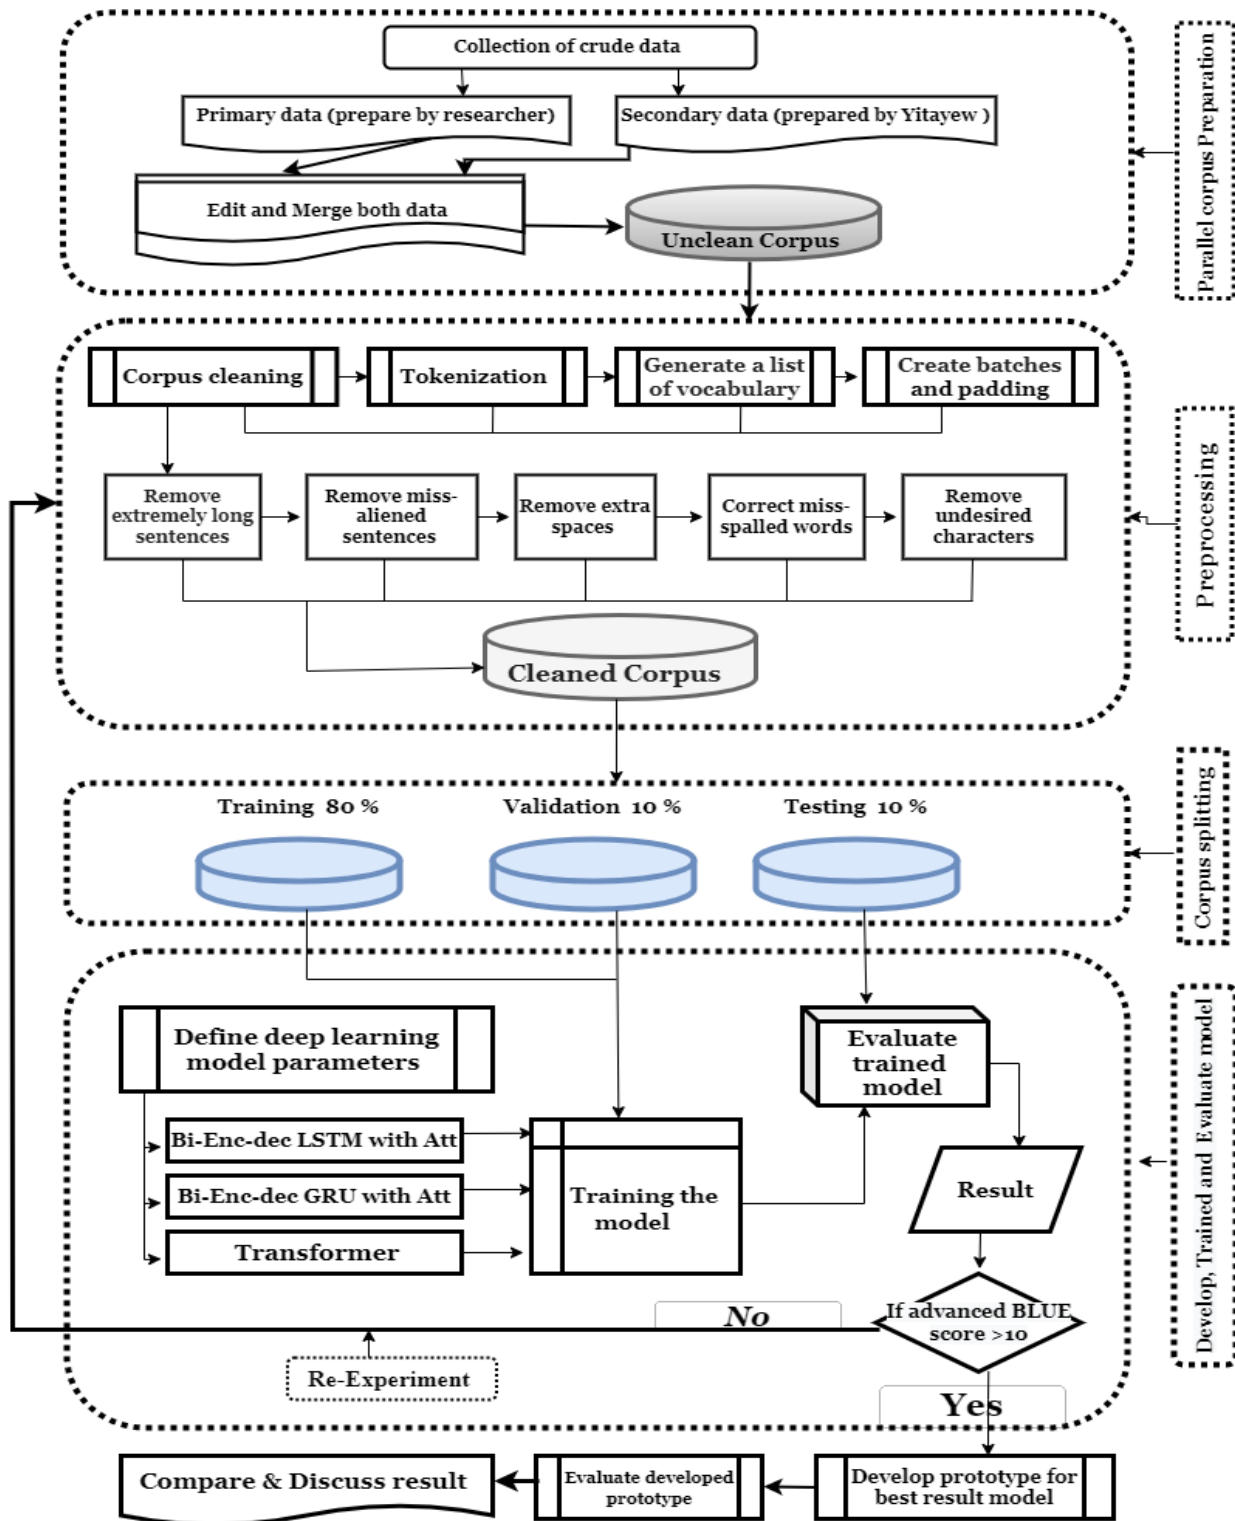 Collection of crude data
Primary data (prepare by researcher)
Secondary data (prepared by Yitayew )
Edit and Merge both data
Unclean Corpus
Parallel corpus Preparation
Corpus cleaning
Tokenization
Generate a list
of vocabulary
Create batches
and padding
Remove
extremely long
sentences
Remove miss-
aliened
sentences
Remove extra
spaces
Correct miss-
spalled words
Remove
undesired
characters
Cleaned Corpus
Preprocessing
Training 80 %
Validation 10 %
Testing 10 %
Corpus splitting
Define deep learning
model parameters
Bi-Enc-dec LSTM with Att
Bi-Enc-dec GRU with Att
Transformer
Training the
model
Evaluate
trained
model
Result
If advanced BLUE
score >10
No
Re-Experiment
Yes
Develop, Trained and Evaluate model
Compare & Discuss result
Evaluate developed
prototype
Develop prototype for
best result model